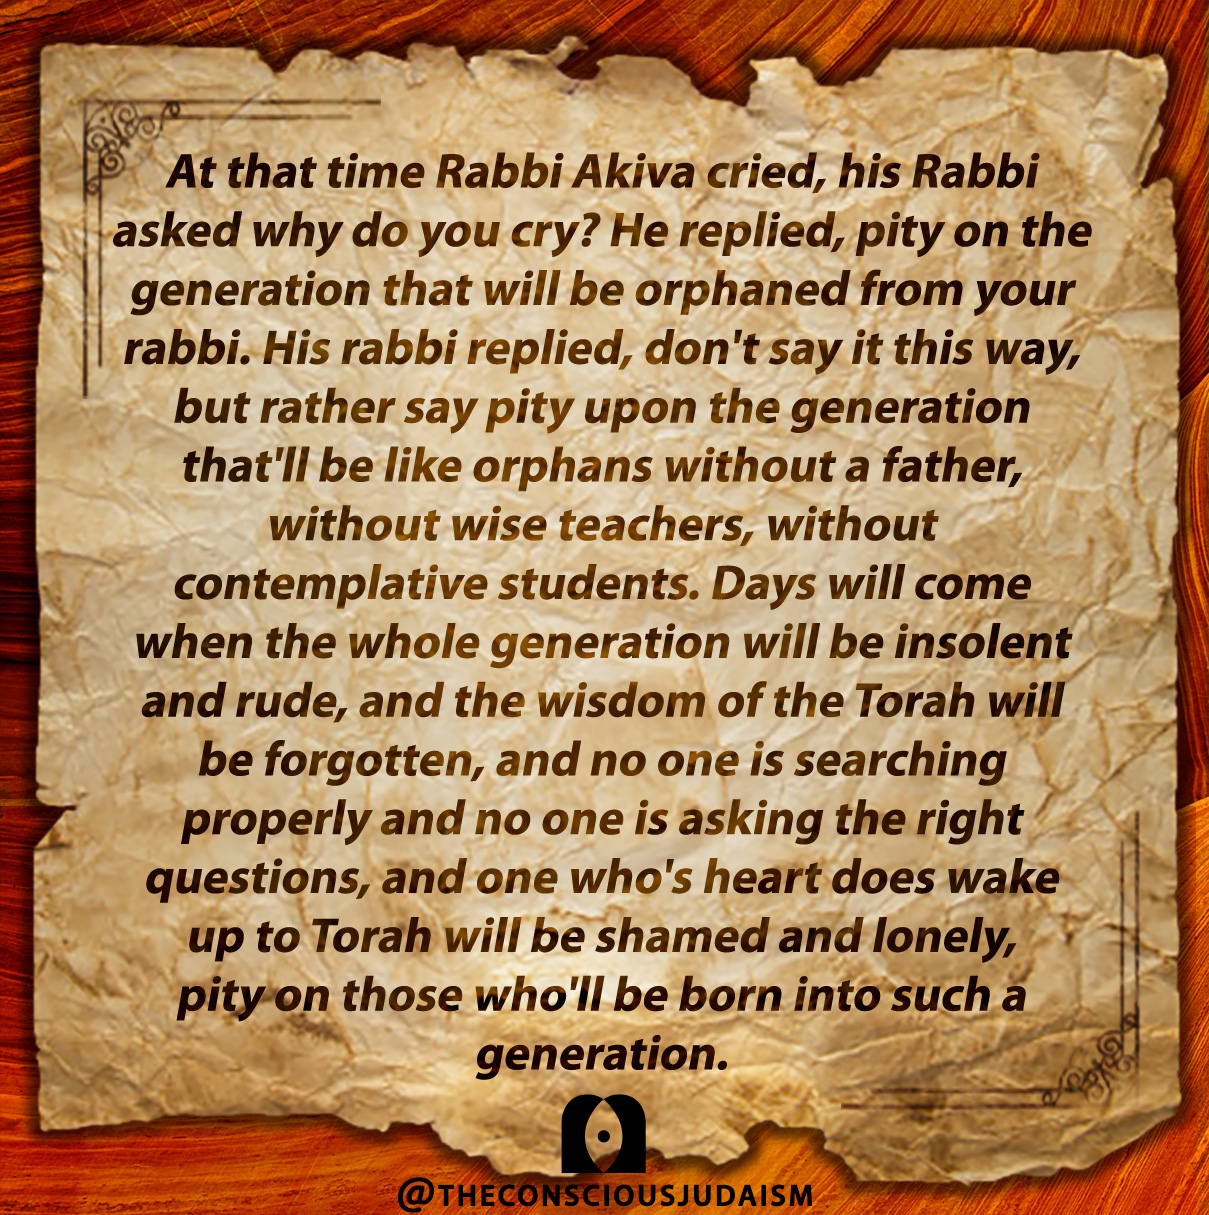 At that time Rabbi Akiva cried, his Rabbi
asked why do you cry? He replied, pity on the
generation that will be orphaned from your
rabbi. His rabbi replied, don't say it this way,
but rather say pity upon the generation
that'll be like orphans without a father,
without wise teachers, without
contemplative students. Days will come
when the whole generation will be insolent
and rude, and the wisdom of the Torah will
be forgotten, and no one is searching
properly and no one is asking the right
questions, and one who's heart does wake
up to Torah will be shamed and lonely,
pity on those who'll be born into such a
generation.
@THECONSCIOUSJUDAISM